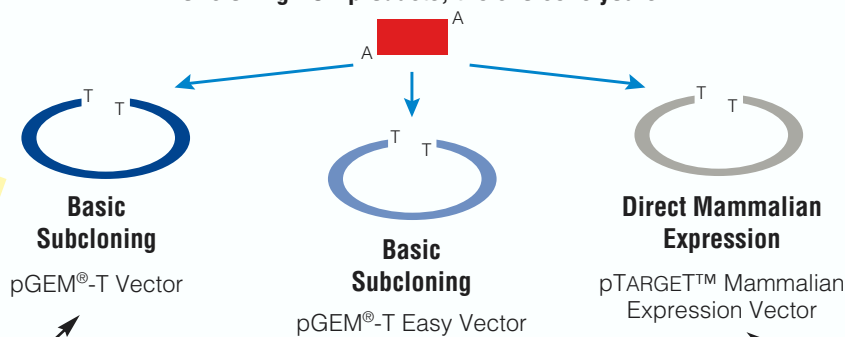 A
A
T
T
T
T
T
T
Basic
Subcloning
pGEM®-T Vector
Basic
Subcloning
pGEM®-T Easy Vector
Direct Mammalian
Expression
pTARGET™ Mammalian
Expression Vector